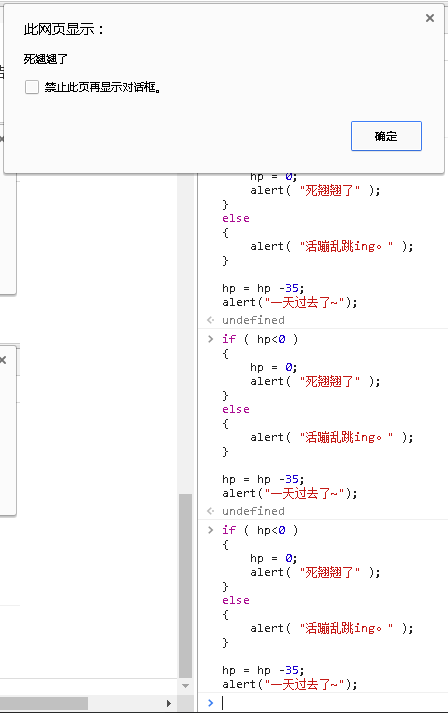 此网页显示：
死翘翘了
禁止此页再显示对话框。
确定
hp = 0;
alert( "死翘翘了" );
}
else
{
alert( "活蹦乱跳ing。" );
}
hp = hp -35;
alert("一天过去了~");
undefined
if ( hp<0 )
{
hp = 0;
alert( "死翘翘了" );
}
else
{
alert( "活蹦乱跳ing。" );
}
hp = hp -35;
alert("一天过去了~");
undefined
if ( hp<0 )
{
hp = 0;
alert( "死翘翘了" );
}
else
{
alert( "活蹦乱跳ing。" );
}
hp = hp -35;
alert("一天过去了~");